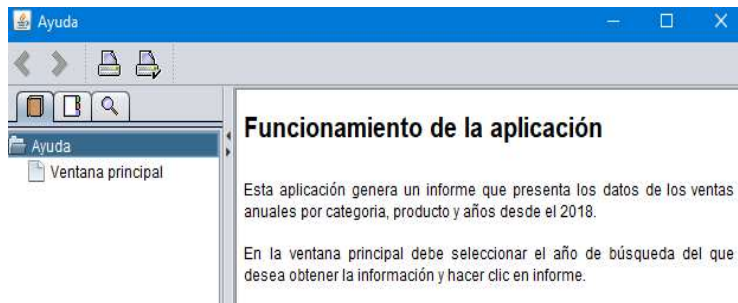 Ayuda
Ayuda
Ventana principal
Funcionamiento de la aplicación
Esta aplicación genera un informe que presenta los datos de los ventas
anuales por categoria, producto y años desde el 2018.
En la ventana principal debe seleccionar el año de búsqueda del que
desea obtener la información y hacer clic en informe.